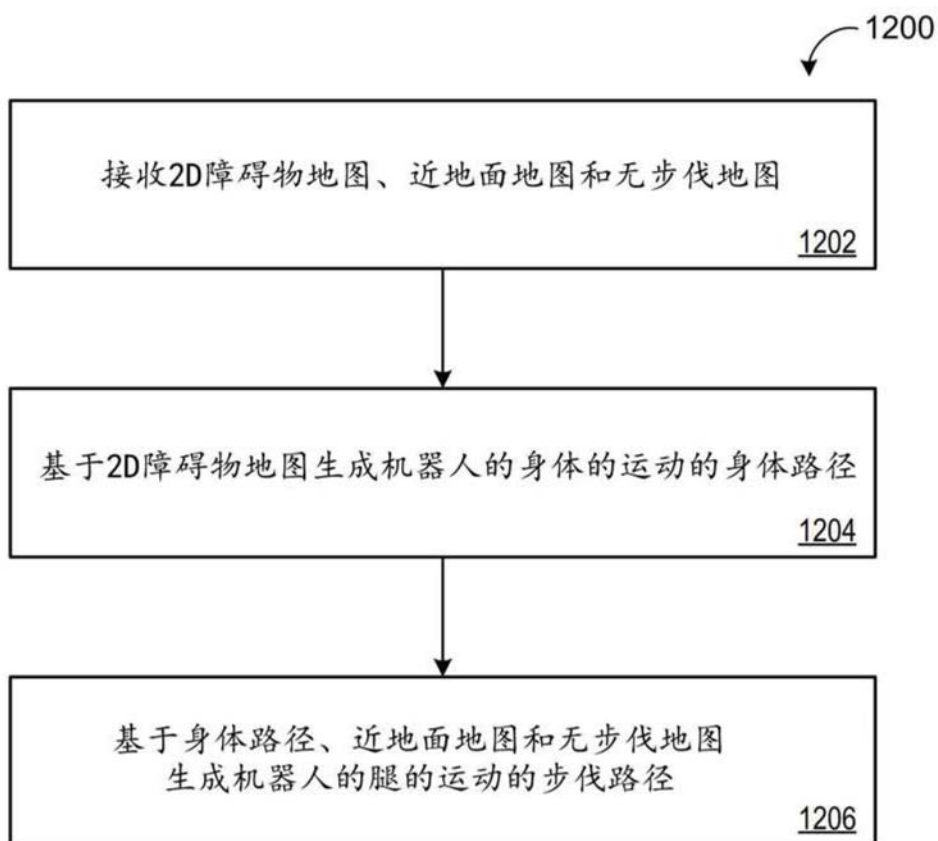 1200
接收2D障碍物地图、近地面地图和无步伐地图
1202
基于2D障碍物地图生成机器人的身体的运动的身体路径
1204
基于身体路径、近地面地图和无步伐地图
生成机器人的腿的运动的步伐路径
1206